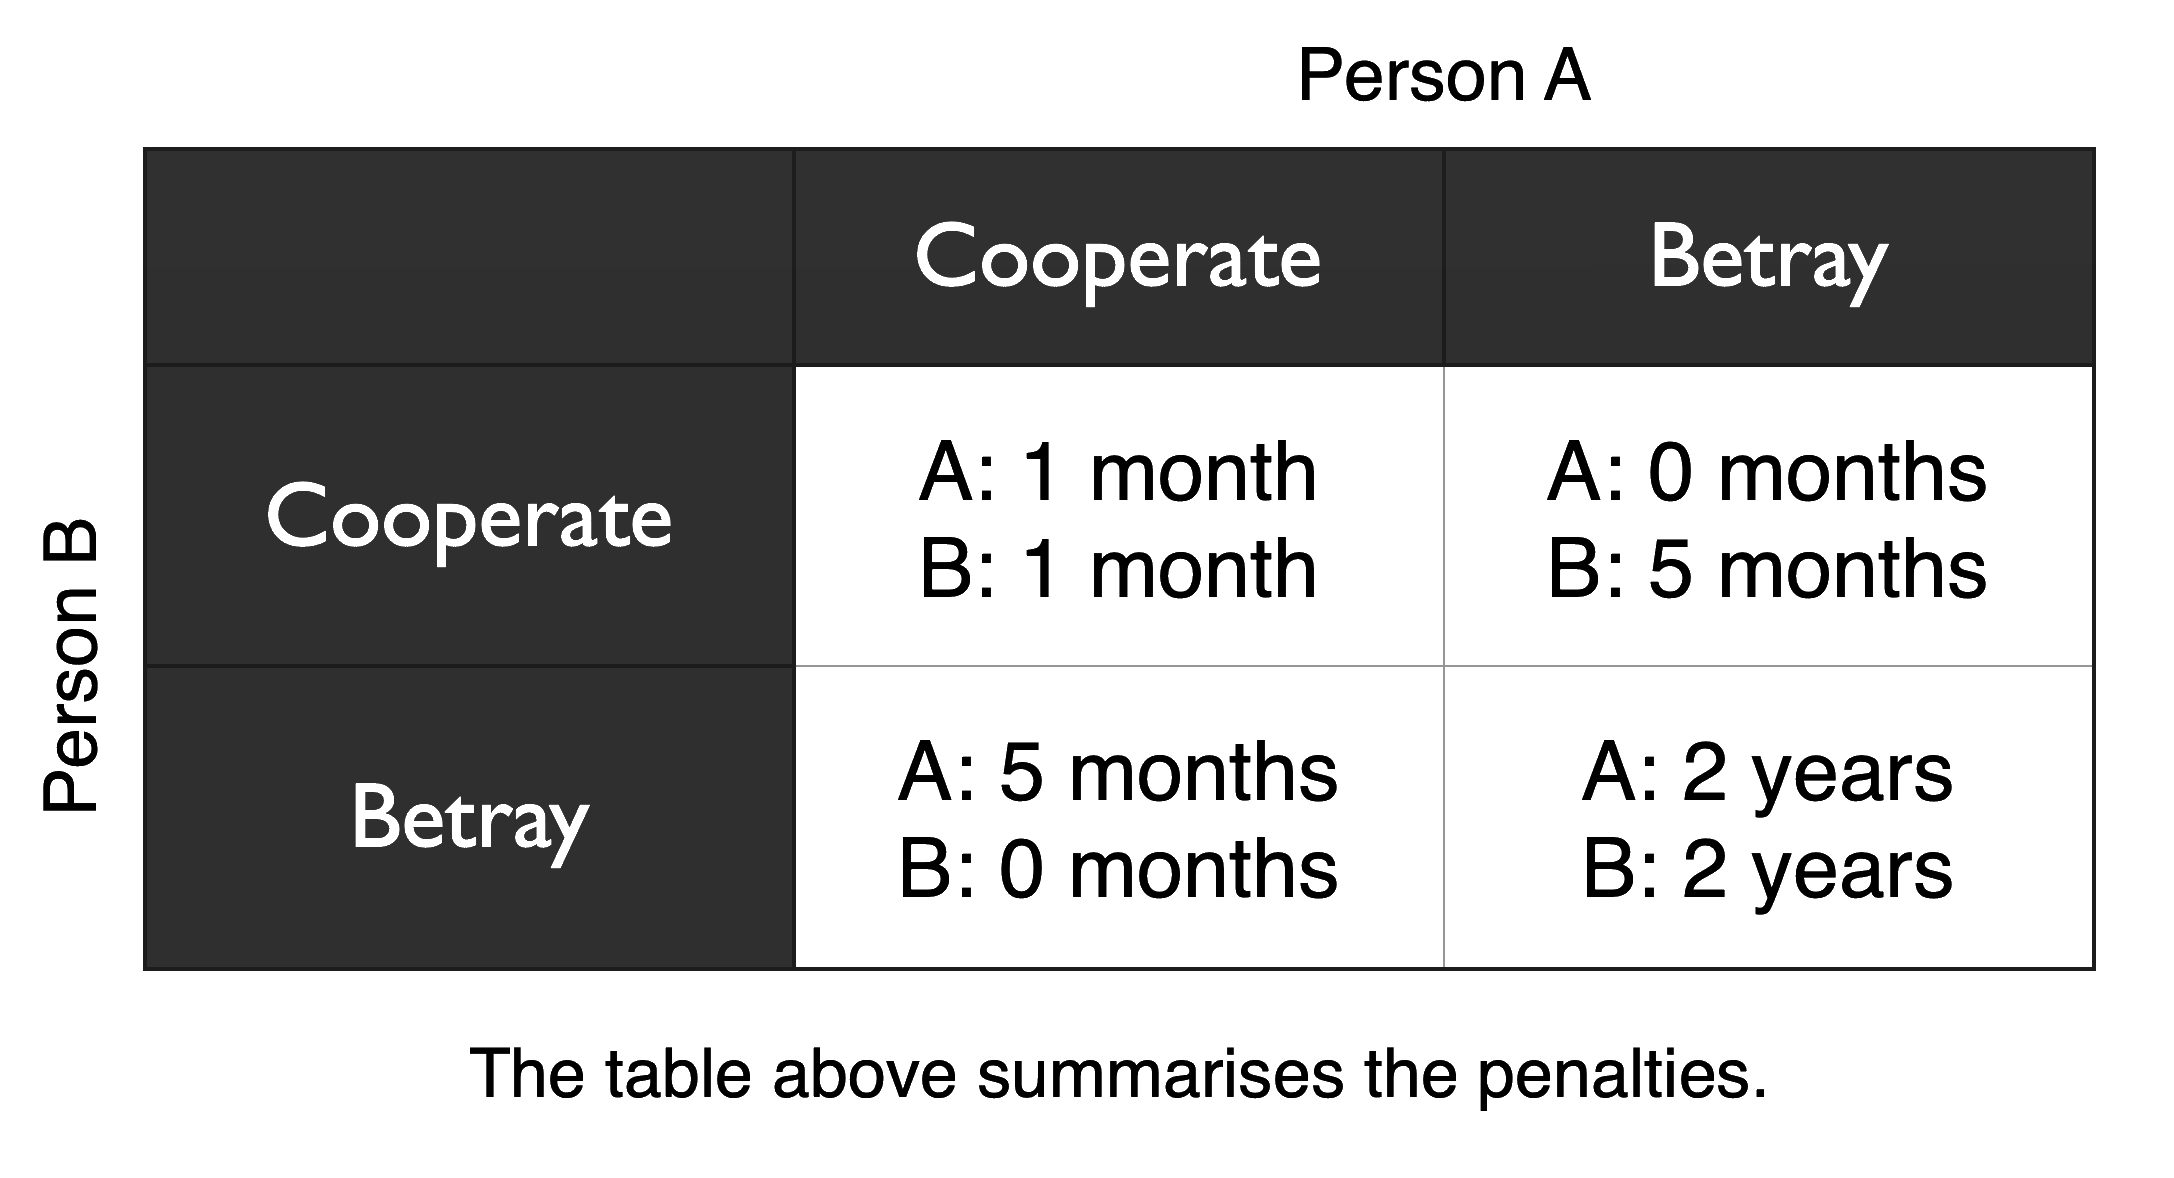 Person A
Cooperate
Betray
Person B
Cooperate
A: 1 month
B: 1 month
A: 0 months
B: 5 months
Betray
A: 5 months
B: 0 months
A: 2 years
B: 2 years
The table above summarises the penalties.